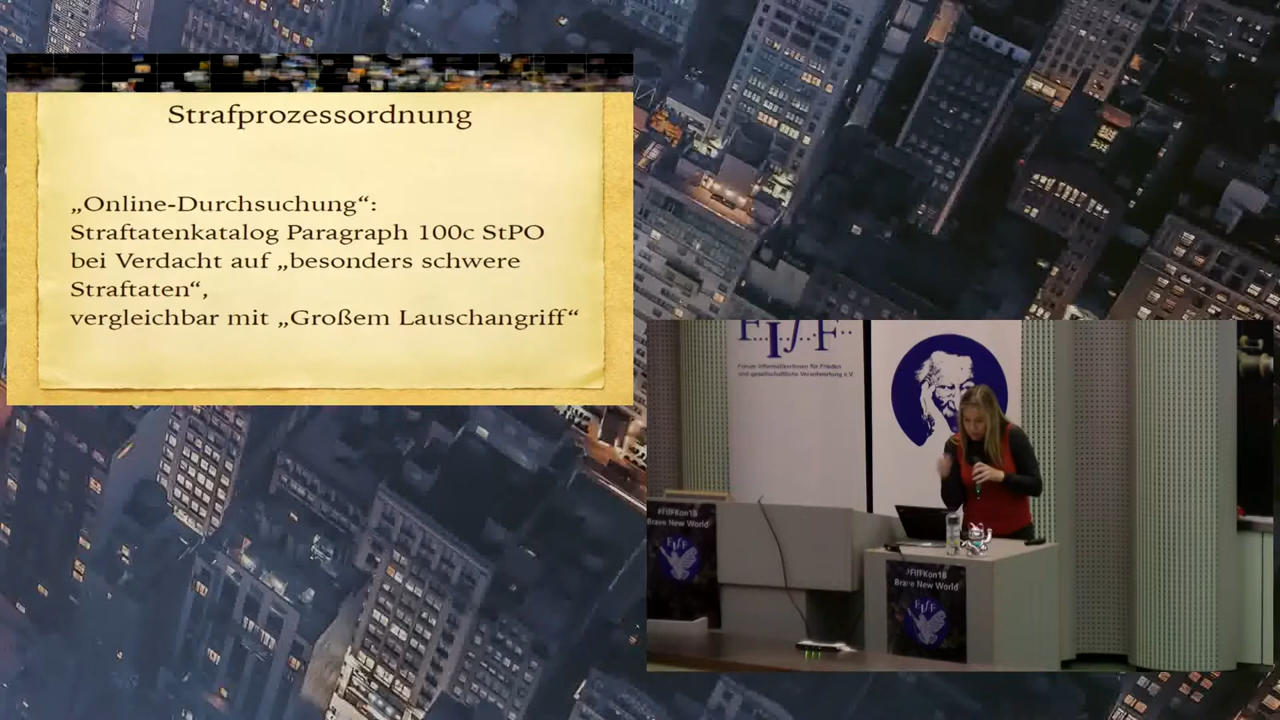 Strafprozessordnung
„Online-Durchsuchung“:
Straftatenkatalog Paragraph 100c StPO
bei Verdacht auf „besonders schwere
Straftaten“,
vergleichbar mit „Großem Lauschangriff“
FIfF..
Forum InformatikerInnen für Frieden
und gesellschaftliche Verantwortung e.V.
#FIfFKon18
Brave New World
FIfF
#FIfFKon18
Brave New World
FIfF